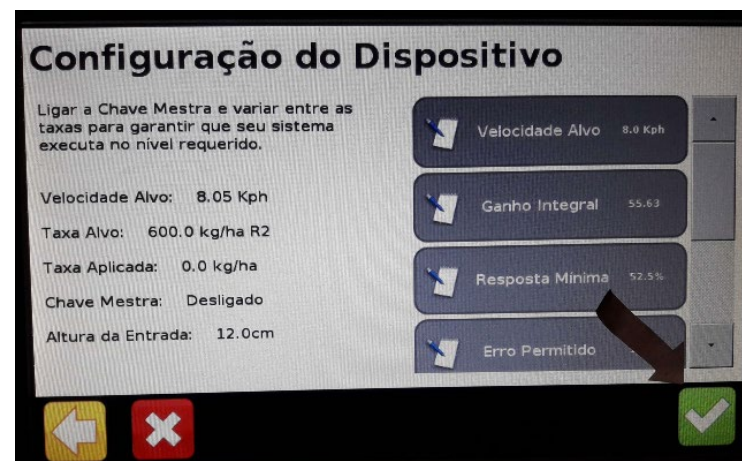 Configuração do Dispositivo
Ligar a Chave Mestra e variar entre as
taxas para garantir que seu sistema
executa no nível requerido.
Velocidade Alvo: 8.05 Kph
Taxa Alvo: 600.0 kg/ha R2
Taxa Aplicada: 0.0 kg/ha
Chave Mestra: Desligado
Altura da Entrada: 12.0cm
Velocidade Alvo 8.0 Kph
Ganho Integral 55.63
Resposta Mínima 52.5%
Erro Permitido